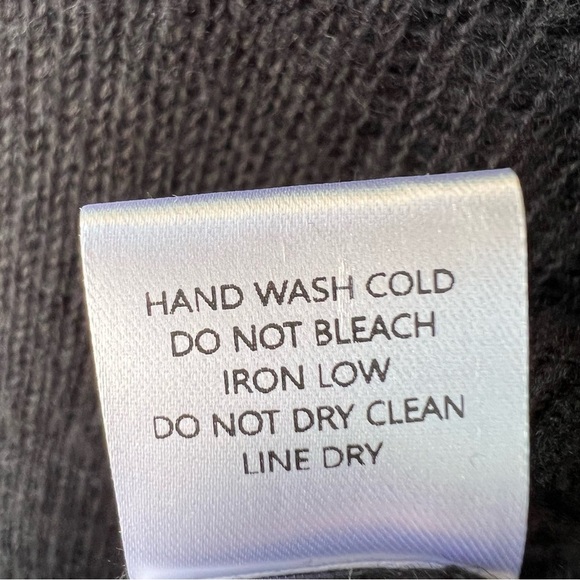 HAND WASH COLD
DO NOT BLEACH
IRON LOW
DO NOT DRY CLEAN
LINE DRY